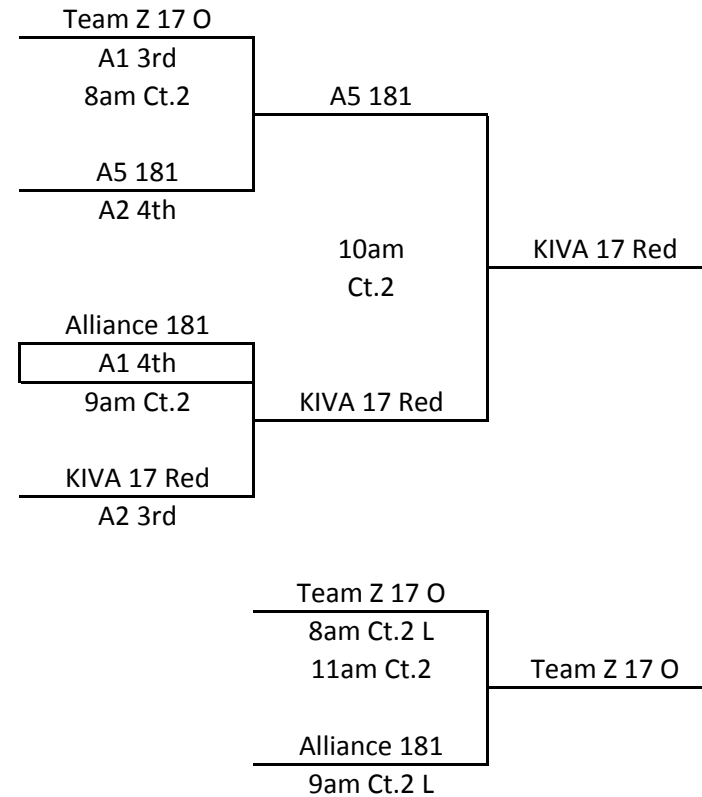 Team Z 17 O
A1 3rd
8am Ct.2
A5 181
A5 181
A2 4th
10am
Ct.2
KIVA 17 Red
Alliance 181
A1 4th
9am Ct.2
KIVA 17 Red
KIVA 17 Red
A2 3rd
Team Z 17 O
8am Ct.2 L
11am Ct.2
Team Z 17 O
Alliance 181
9am Ct.2 L